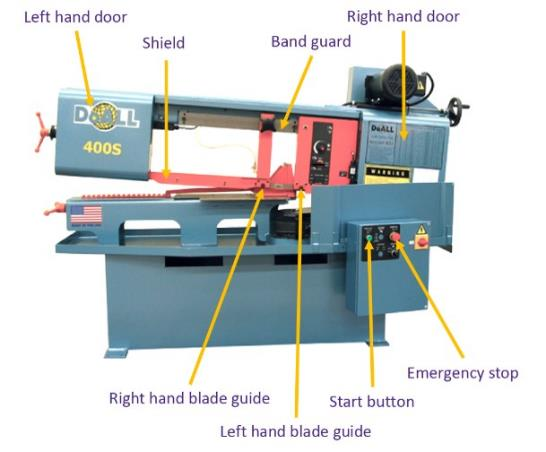 Left hand door
Right hand door
Shield
Band guard
DoALL
400S
DoALL
WARNING
Right hand blade guide
Start button
Emergency stop
Left hand blade guide